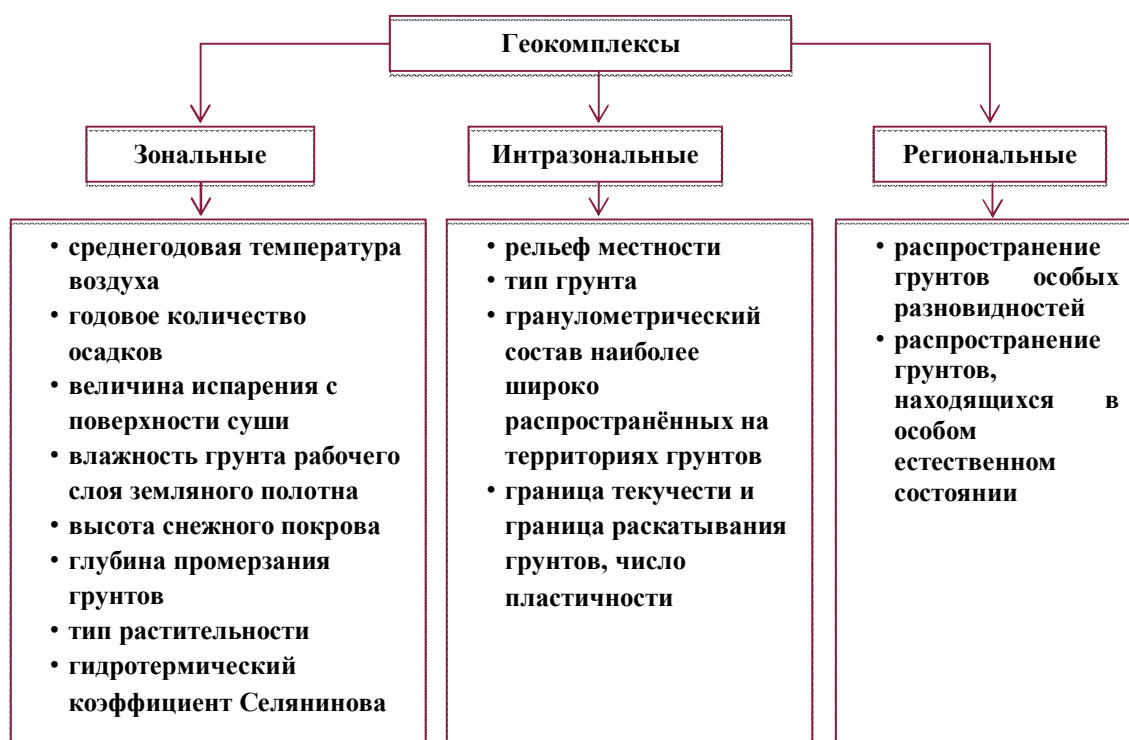 Геокомплексы
Зональные
Интразональные
Региональные
• среднегодовая температура
воздуха
• годовое количество
осадков
• величина испарения с
поверхности суши
• влажность грунта рабочего
слоя земляного полотна
• высота снежного покрова
• глубина промерзания
грунтов
• тип растительности
• гидротермический
коэффициент Селянинова
• рельеф местности
• тип грунта
• гранулометрический
состав наиболее
широко
распространённых на
территориях грунтов
• граница текучести и
граница раскатывания
грунтов, число
пластичности
• распространение
грунтов особых
разновидностей
• распространение
грунтов,
находящихся в
особом
естественном
состоянии